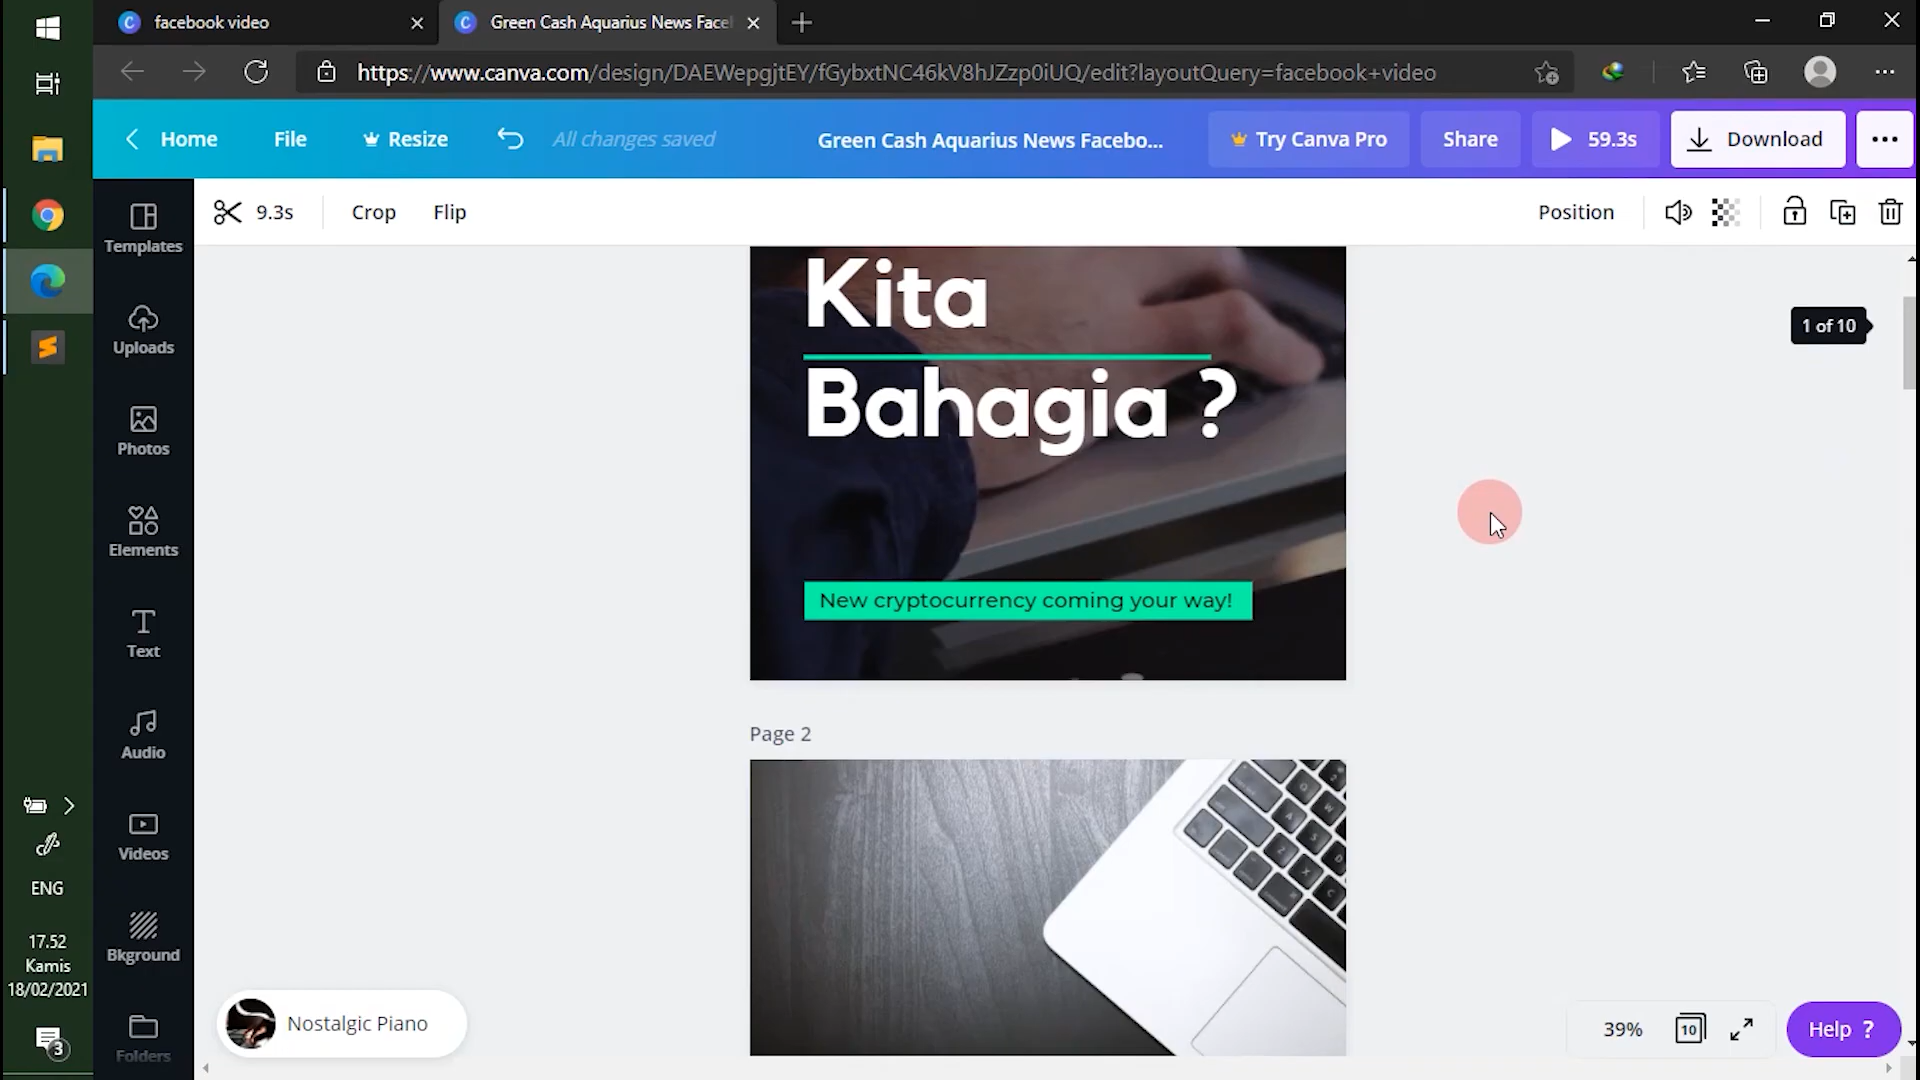 facebook video
Green Cash Aquarius News Facel
https://www.canva.com/design/DAEWepgjtEY/fGybxtNC46kV8hJZzp0iUQ/edit?layoutQuery=facebook+video
Home
File
Resize
All changes saved
Green Cash Aquarius News Facebo...
Try Canva Pro
Share
59.3s
Download
9.3s
Crop
Flip
Position
Templates
Uploads
Photos
Elements
Text
Audio
Videos
Bkground
Folders
Kita
Bahagia ?
New cryptocurrency coming your way!
1 of 10
Page 2
Nostalgic Piano
39%
10
Help ?
ENG
17.52
Kamis
18/02/2021
3